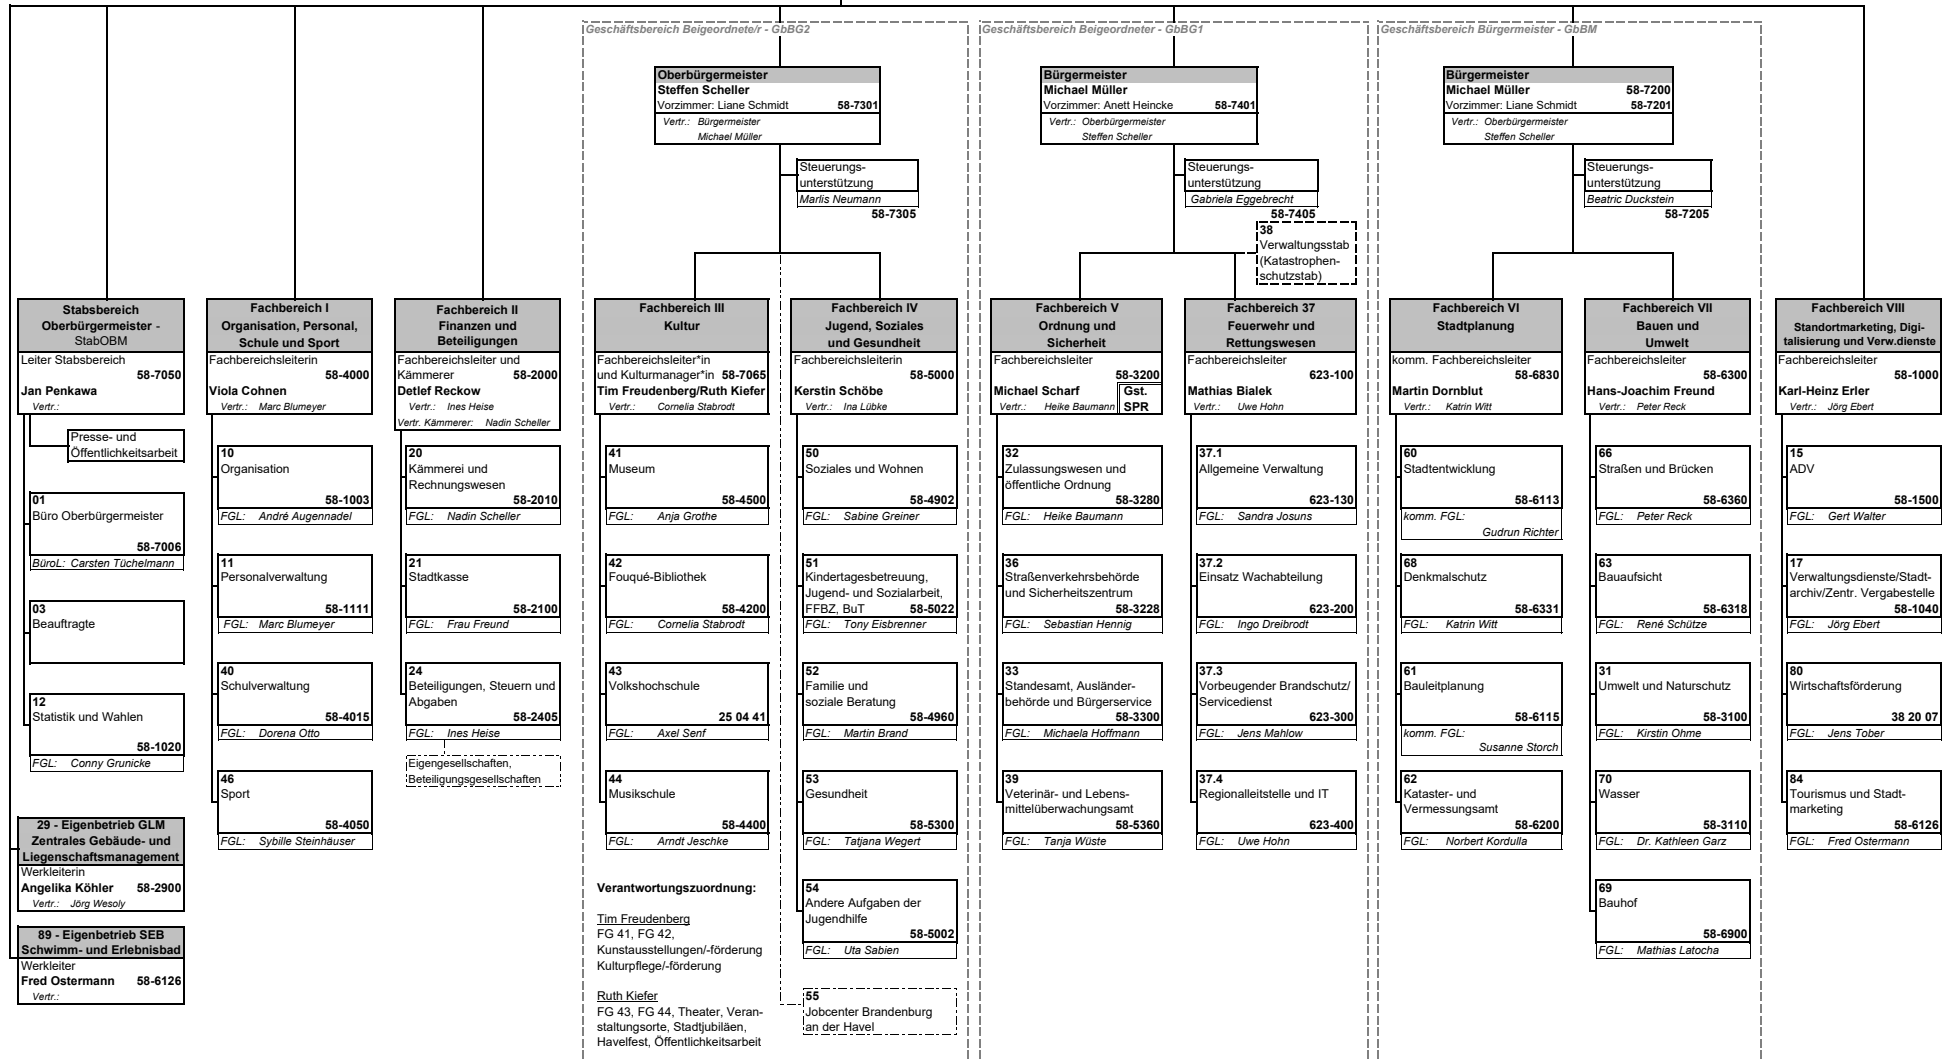 Geschäftsbereich Beigeordnete/r - GbBG2
Geschäftsbereich Beigeordneter - GbBG1
Geschäftsbereich Bürgermeister - GbBM
Oberbürgermeister
Steffen Scheller
Vorzimmer: Liane Schmidt 58-7301
Vertr.: Bürgermeister
Michael Müller
Steuerungs-
unterstützung
Marlis Neumann
58-7305
Bürgermeister
Michael Müller
Vorzimmer: Anett Heincke 58-7401
Vertr.: Oberbürgermeister
Steffen Scheller
Steuerungs-
unterstützung
Gabriela Eggebrecht
58-7405
38
Verwaltungsstab
(Katastrophen-
schutzstab)
Bürgermeister
Michael Müller 58-7200
Vorzimmer: Liane Schmidt 58-7201
Vertr.: Oberbürgermeister
Steffen Scheller
Steuerungs-
unterstützung
Beatric Duckstein
58-7205
Stabsbereich
Oberbürgermeister -
StabOBM
Leiter Stabsbereich
58-7050
Jan Penkawa
Vertr.:
Presse- und
Öffentlichkeitsarbeit
01
Büro Oberbürgermeister
58-7006
BüroL: Carsten Tüchelmann
03
Beauftragte
12
Statistik und Wahlen
58-1020
FGL: Conny Grunicke
29 - Eigenbetrieb GLM
Zentrales Gebäude- und
Liegenschaftsmanagement
Werkleiterin
Angelika Köhler 58-2900
Vertr.: Jörg Wesoly
89 - Eigenbetrieb SEB
Schwimm- und Erlebnisbad
Werkleiter
Fred Ostermann 58-6126
Vertr.:
Fachbereich I
Organisation, Personal,
Schule und Sport
Fachbereichsleiterin
58-4000
Viola Cohnen
Vertr.: Marc Blumeyer
10
Organisation
58-1003
FGL: André Augennadel
11
Personalverwaltung
58-1111
FGL: Marc Blumeyer
40
Schulverwaltung
58-4015
FGL: Dorena Otto
46
Sport
58-4050
FGL: Sybille Steinhäuser
Fachbereich II
Finanzen und
Beteiligungen
Fachbereichsleiter und
Kämmerer 58-2000
Detlef Reckow
Vertr.: Ines Heise
Vertr. Kämmerer: Nadin Scheller
20
Kämmerei und
Rechnungswesen
58-2010
FGL: Nadin Scheller
21
Stadtkasse
58-2100
FGL: Frau Freund
24
Beteiligungen, Steuern und
Abgaben
58-2405
FGL: Ines Heise
Eigengesellschaften,
Beteiligungsgesellschaften
Fachbereich III
Kultur
Fachbereichsleiter*in
und Kulturmanager*in 58-7065
Tim Freudenberg/Ruth Kiefer
Vertr.: Cornelia Stabrodt
41
Museum
58-4500
FGL: Anja Grothe
42
Fouqué-Bibliothek
58-4200
FGL: Cornelia Stabrodt
43
Volkshochschule
25 04 41
FGL: Axel Senf
44
Musikschule
58-4400
FGL: Arndt Jeschke
Verantwortungszuordnung:
Tim Freudenberg
FG 41, FG 42,
Kunstausstellungen/-förderung
Kulturpflege/-förderung
Ruth Kiefer
FG 43, FG 44, Theater, Veran-
staltungsorte, Stadtjubiläen,
Havelfest, Öffentlichkeitsarbeit
Fachbereich IV
Jugend, Soziales
und Gesundheit
Fachbereichsleiterin
58-5000
Kerstin Schöbe
Vertr.: Ina Lübke
50
Soziales und Wohnen
58-4902
FGL: Sabine Greiner
51
Kindertagesbetreuung,
Jugend- und Sozialarbeit,
FFBZ, BuT 58-5022
FGL: Tony Eisbrenner
52
Familie und
soziale Beratung
58-4960
FGL: Martin Brand
53
Gesundheit
58-5300
FGL: Tatjana Wegert
54
Andere Aufgaben der
Jugendhilfe
58-5002
FGL: Uta Sabien
55
Jobcenter Brandenburg
an der Havel
Fachbereich V
Ordnung und
Sicherheit
Fachbereichsleiter
58-3200
Michael Scharf
Gst.
SPR
Vertr.: Heike Baumann
32
Zulassungswesen und
öffentliche Ordnung
58-3280
FGL: Heike Baumann
36
Straßenverkehrsbehörde
und Sicherheitszentrum
58-3228
FGL: Sebastian Hennig
33
Standesamt, Ausländer-
behörde und Bürgerservice
58-3300
FGL: Michaela Hoffmann
39
Veterinär- und Lebens-
mittelüberwachungsamt
58-5360
FGL: Tanja Wüste
Fachbereich 37
Feuerwehr und
Rettungswesen
Fachbereichsleiter
623-100
Mathias Bialek
Vertr.: Uwe Hohn
37.1
Allgemeine Verwaltung
623-130
FGL: Sandra Josuns
37.2
Einsatz Wachabteilung
623-200
FGL: Ingo Dreibrodt
37.3
Vorbeugender Brandschutz/
Servicedienst
623-300
FGL: Jens Mahlow
37.4
Regionalleitstelle und IT
623-400
FGL: Uwe Hohn
Fachbereich VI
Stadtplanung
komm. Fachbereichsleiter
58-6830
Martin Dornblut
Vertr.: Katrin Witt
60
Stadtentwicklung
58-6113
komm. FGL:
Gudrun Richter
68
Denkmalschutz
58-6331
FGL: Katrin Witt
61
Bauleitplanung
58-6115
komm. FGL:
Susanne Storch
62
Kataster- und
Vermessungsamt
58-6200
FGL: Norbert Kordulla
Fachbereich VII
Bauen und
Umwelt
Fachbereichsleiter
58-6300
Hans-Joachim Freund
Vertr.: Peter Reck
66
Straßen und Brücken
58-6360
FGL: Peter Reck
63
Bauaufsicht
58-6318
FGL: René Schütze
31
Umwelt und Naturschutz
58-3100
FGL: Kirstin Ohme
70
Wasser
58-3110
FGL: Dr. Kathleen Garz
69
Bauhof
58-6900
FGL: Mathias Latocha
Fachbereich VIII
Standortmarketing, Digi-
talisierung und Verw.dienste
Fachbereichsleiter
58-1000
Karl-Heinz Erler
Vertr.: Jörg Ebert
15
ADV
58-1500
FGL: Gert Walter
17
Verwaltungsdienste/Stadt-
archiv/Zentr. Vergabestelle
58-1040
FGL: Jörg Ebert
80
Wirtschaftsförderung
38 20 07
FGL: Jens Tober
84
Tourismus und Stadt-
marketing
58-6126
FGL: Fred Ostermann